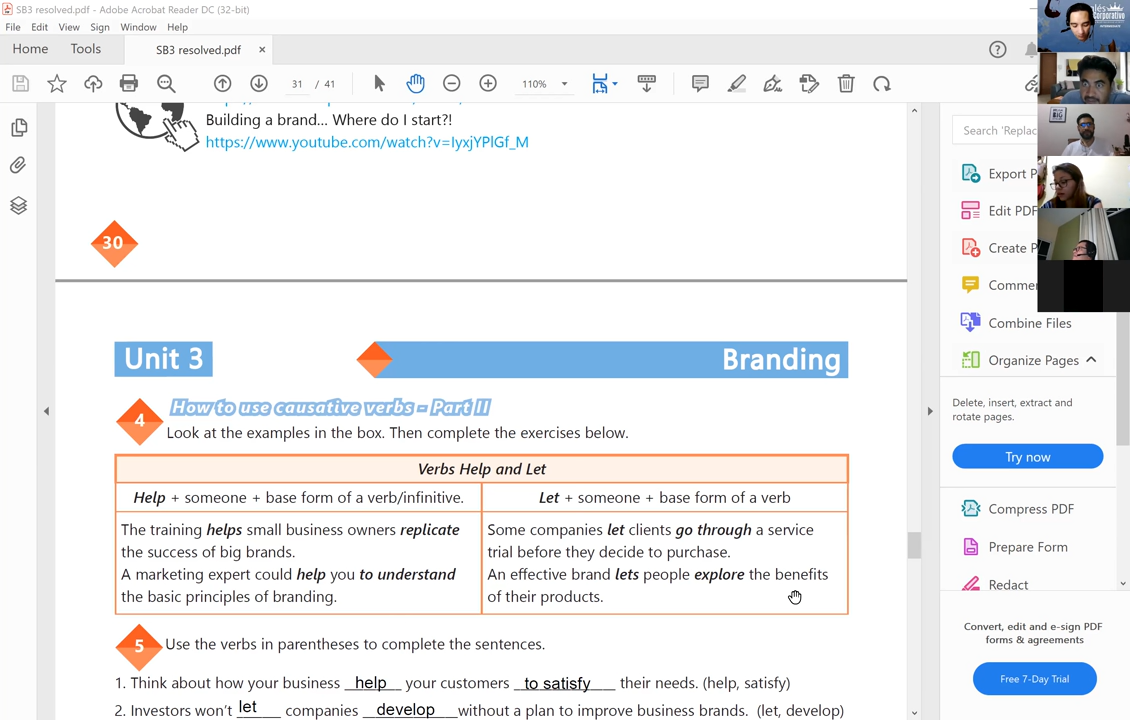 SB3 resolved.pdf - Adobe Acrobat Reader DC (32-bit)
File Edit View Sign Window Help
Home Tools SB3 resolved.pdf ×
31 / 41 110%
Building a brand... Where do I start?!
https://www.youtube.com/watch?v=IyxjYPlGf_M
30
Unit 3 Branding
4 How to use causative verbs - Part II
Look at the examples in the box. Then complete the exercises below.
Verbs Help and Let
Help + someone + base form of a verb/infinitive.
Let + someone + base form of a verb
The training helps small business owners replicate
the success of big brands.
A marketing expert could help you to understand
the basic principles of branding.
Some companies let clients go through a service
trial before they decide to purchase.
An effective brand lets people explore the benefits
of their products.
5 Use the verbs in parentheses to complete the sentences.
1. Think about how your business help your customers to satisfy their needs. (help, satisfy)
2. Investors won't let companies develop without a plan to improve business brands. (let, develop)
Search 'Replac
Export P
Edit PDF
Create P
Comme
Combine Files
Organize Pages
Delete, insert, extract and
rotate pages.
Try now
Compress PDF
Prepare Form
Redact
Convert, edit and e-sign PDF
forms & agreements
Free 7-Day Trial
Corporativo
BIG